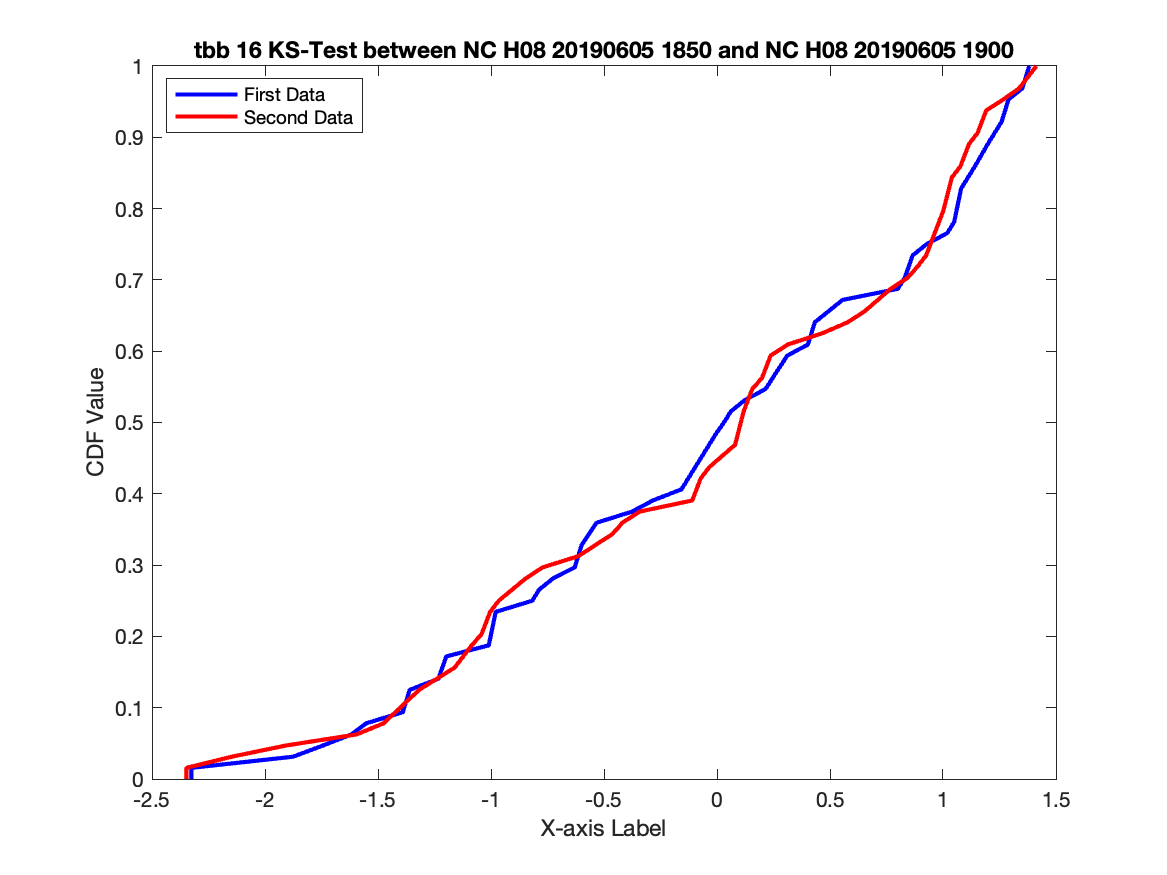 tbb 16 KS-Test between NC H08 20190605 1850 and NC H08 20190605 1900
First Data
Second Data
1
0.9
0.8
0.7
0.6
0.5
0.4
0.3
0.2
0.1
0
CDF Value
-2.5 -2 -1.5 -1 -0.5 0 0.5 1 1.5
X-axis Label